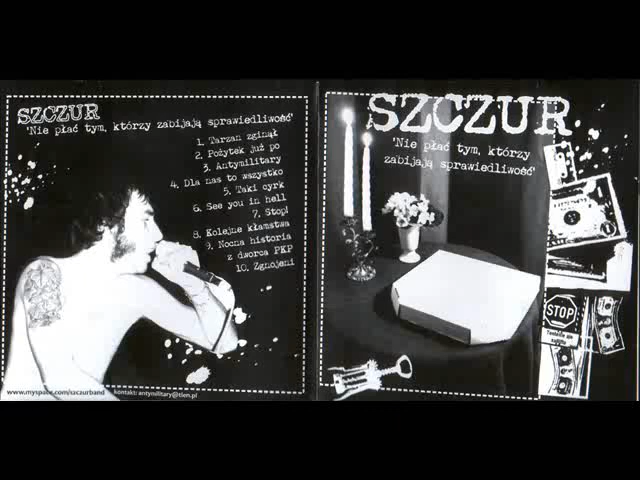 SZCZUR
'Nie płać tym, którzy zabijają sprawiedliwość'
1. Tarzan zginął
2. Pożytek już po
3. Antymilitary
4. Dla nas to wszystko
5. Taki cyrk
6. See you in hell
7. Stop!
8. Kolejne kłamstwa
9. Nocna historia
z dworca PKP
10. Zgnojeni
www.myspace.com/szczurband kontakt: antymilitary@tlen.pl
SZCZUR
'Nie płać tym, którzy
zabijają sprawiedliwość'
STOP